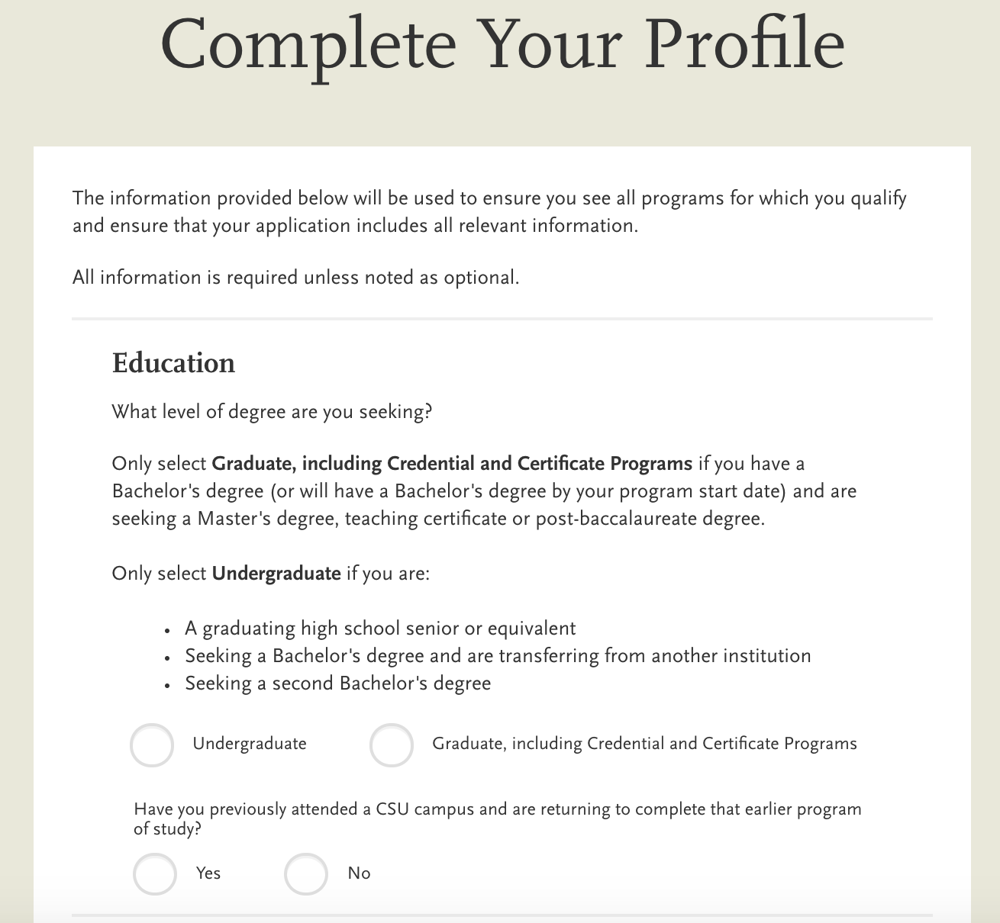 Complete Your Profile
The information provided below will be used to ensure you see all programs for which you qualify
and ensure that your application includes all relevant information.
All information is required unless noted as optional.
Education
What level of degree are you seeking?
Only select Graduate, including Credential and Certificate Programs if you have a
Bachelor's degree (or will have a Bachelor's degree by your program start date) and are
seeking a Master's degree, teaching certificate or post-baccalaureate degree.
Only select Undergraduate if you are:
• A graduating high school senior or equivalent
• Seeking a Bachelor's degree and are transferring from another institution
• Seeking a second Bachelor's degree
Undergraduate Graduate, including Credential and Certificate Programs
Have you previously attended a CSU campus and are returning to complete that earlier program
of study?
Yes No